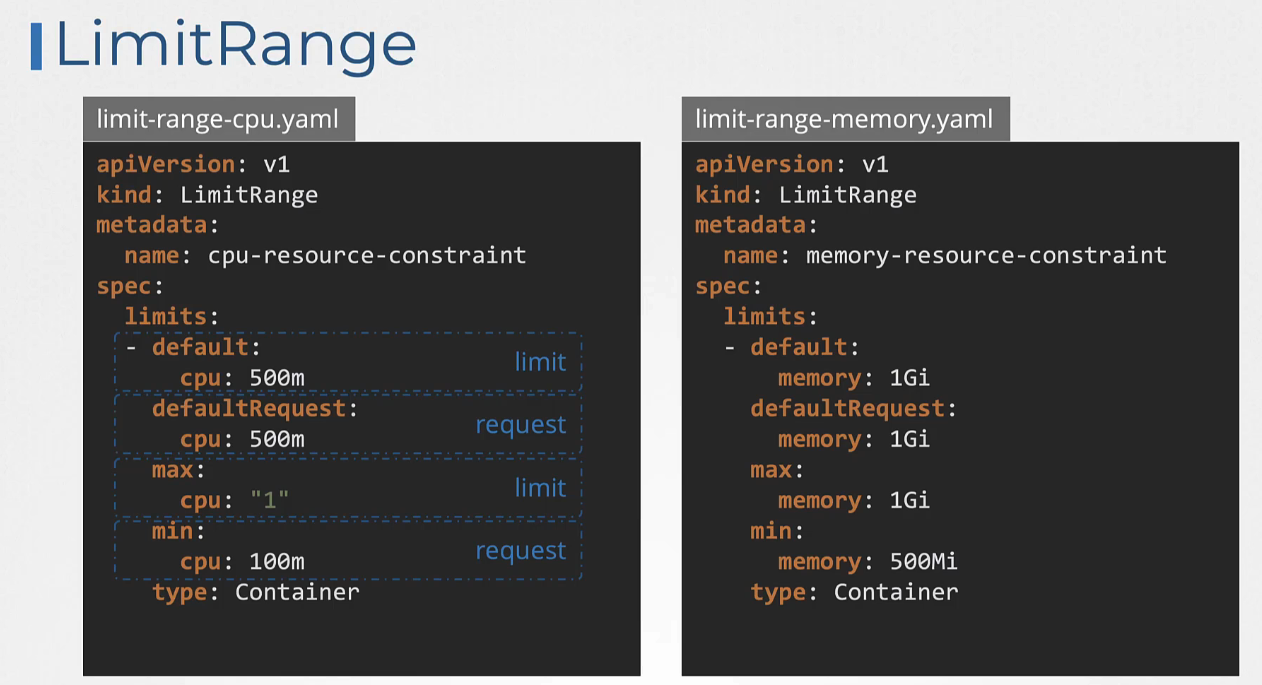 LimitRange
limit-range-cpu.yaml
apiVersion: v1
kind: LimitRange
metadata:
  name: cpu-resource-constraint
spec:
  limits:
  - default:
      cpu: 500m
limit
    defaultRequest:
      cpu: 500m
request
    max:
      cpu: "1"
limit
    min:
      cpu: 100m
request
    type: Container
limit-range-memory.yaml
apiVersion: v1
kind: LimitRange
metadata:
  name: memory-resource-constraint
spec:
  limits:
  - default:
      memory: 1Gi
    defaultRequest:
      memory: 1Gi
    max:
      memory: 1Gi
    min:
      memory: 500Mi
    type: Container